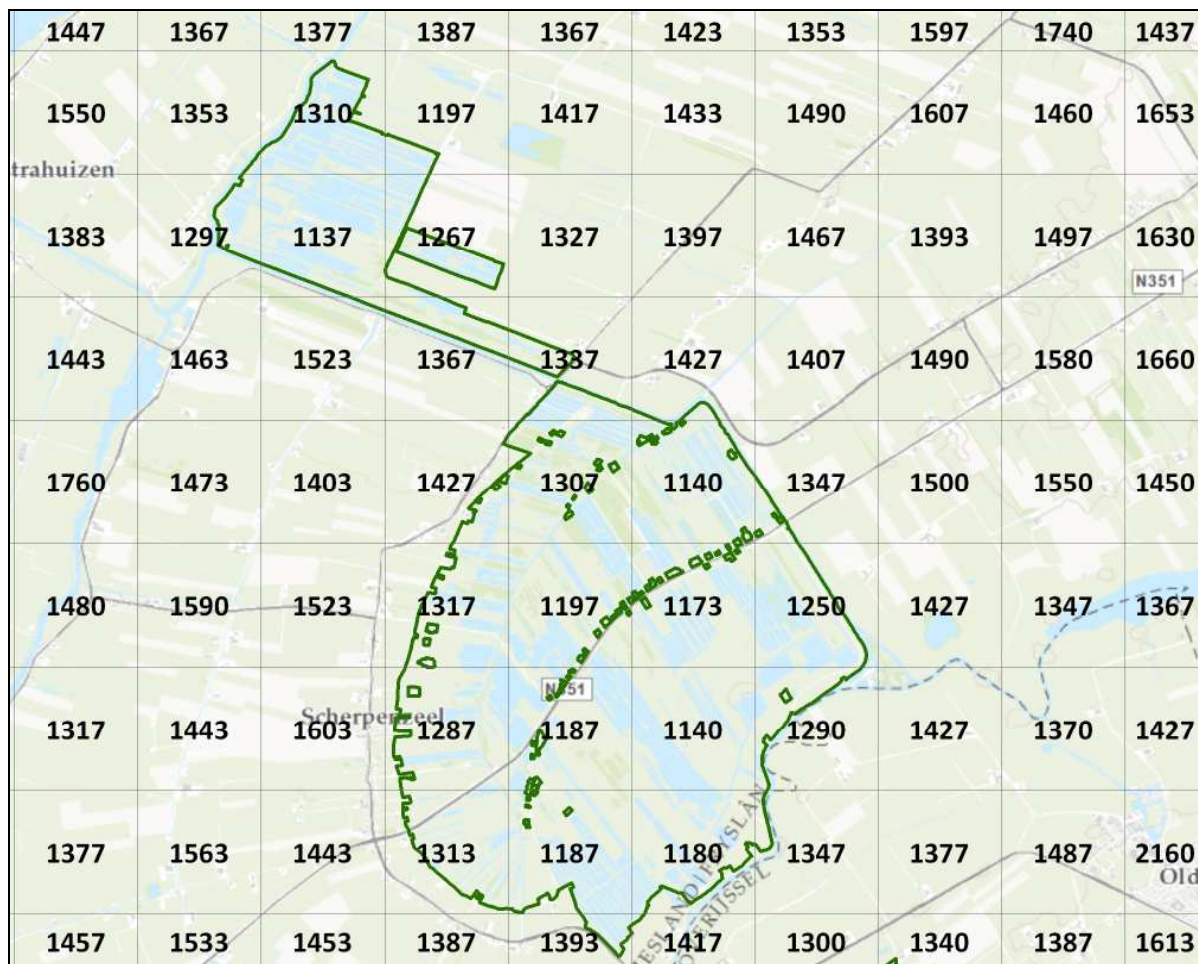 1447 1367 1377 1387 1367 1423 1353 1597 1740 1437
1550 1353 1310 1197 1417 1433 1490 1607 1460 1653
trahuizen
1383 1297 1137 1267 1327 1397 1467 1393 1497 1630
N351
1443 1463 1523 1367 1337 1427 1407 1490 1580 1660
1760 1473 1403 1427 1307 1140 1347 1500 1550 1450
1480 1590 1523 1317 1197 1173 1250 1427 1347 1367
N351
Scherpenzeel
1317 1443 1603 1287 1187 1140 1290 1427 1370 1427
1377 1563 1443 1313 1187 1180 1347 1377 1487 2160
Old
IESLAND | FRYSLÂN
OVERIJSSEL
1457 1533 1453 1387 1393 1417 1300 1340 1387 1613